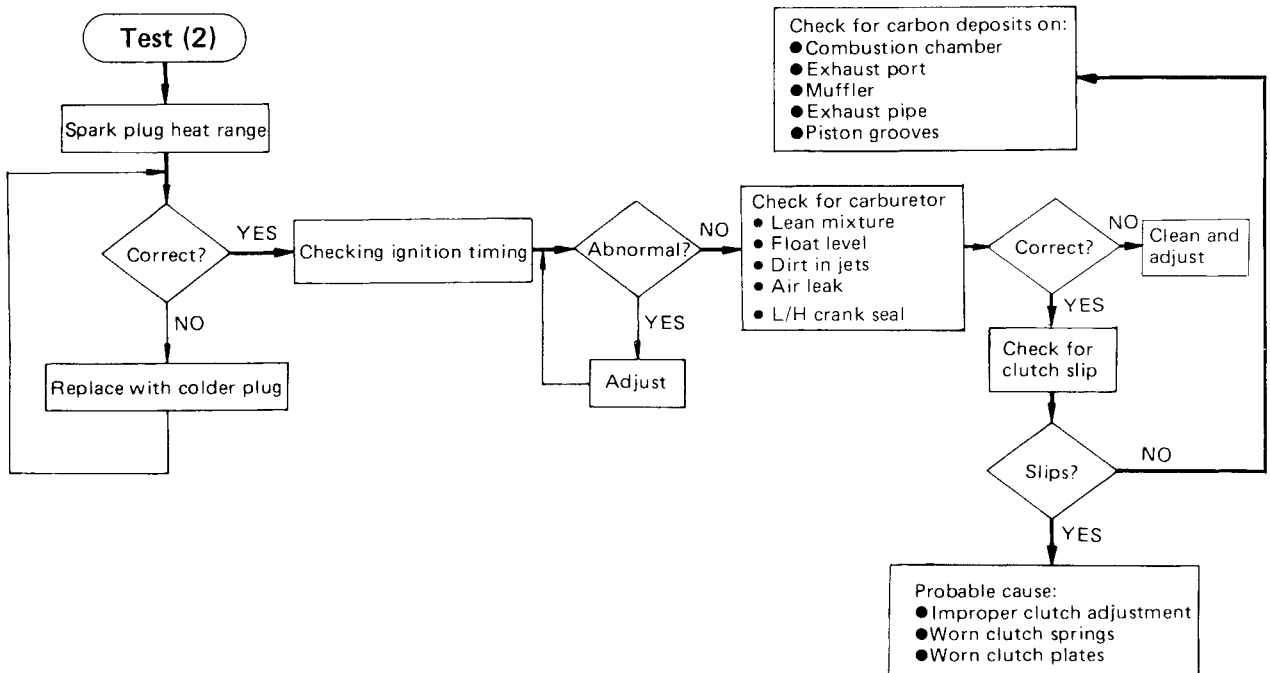 Test (2)
Spark plug heat range
Correct?
YES
NO
Replace with colder plug
Checking ignition timing
Abnormal?
NO
YES
Adjust
Check for carburetor
● Lean mixture
● Float level
● Dirt in jets
● Air leak
● L/H crank seal
Correct?
NO
Clean and
adjust
YES
Check for
clutch slip
Slips?
NO
YES
Probable cause:
● Improper clutch adjustment
● Worn clutch springs
● Worn clutch plates
Check for carbon deposits on:
● Combustion chamber
● Exhaust port
● Muffler
● Exhaust pipe
● Piston grooves